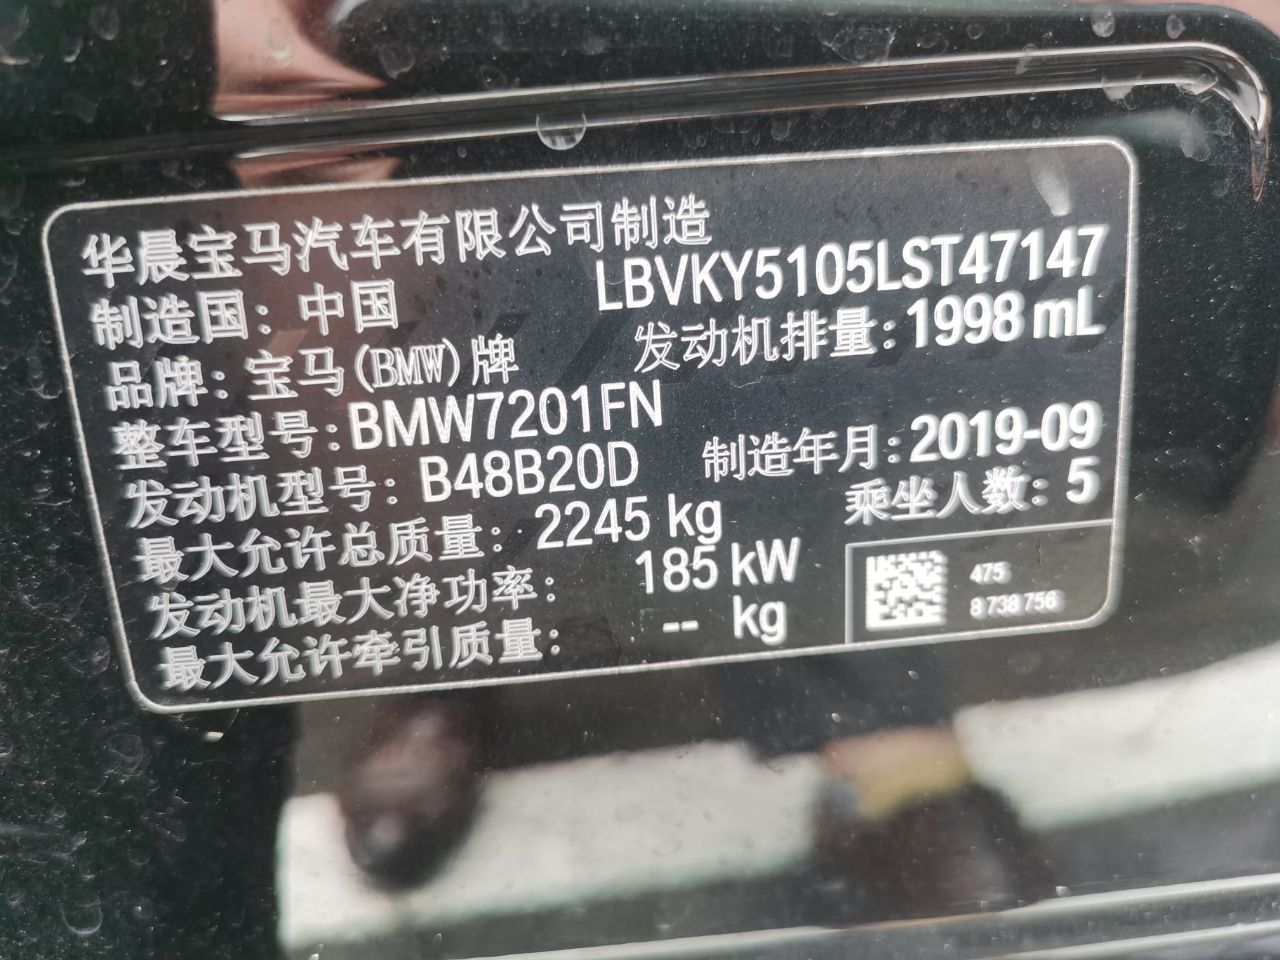 华晨宝马汽车有限公司制造
制造国：中国 LBVKY5105LST47147
品牌：宝马(BMW)牌 发动机排量：1998 mL
整车型号：BMW7201FN
发动机型号：B48B20D 制造年月：2019-09
最大允许总质量：2245 kg 乘坐人数：5
发动机最大净功率：185 kW
最大允许牵引质量：-- kg
475
8 738 756